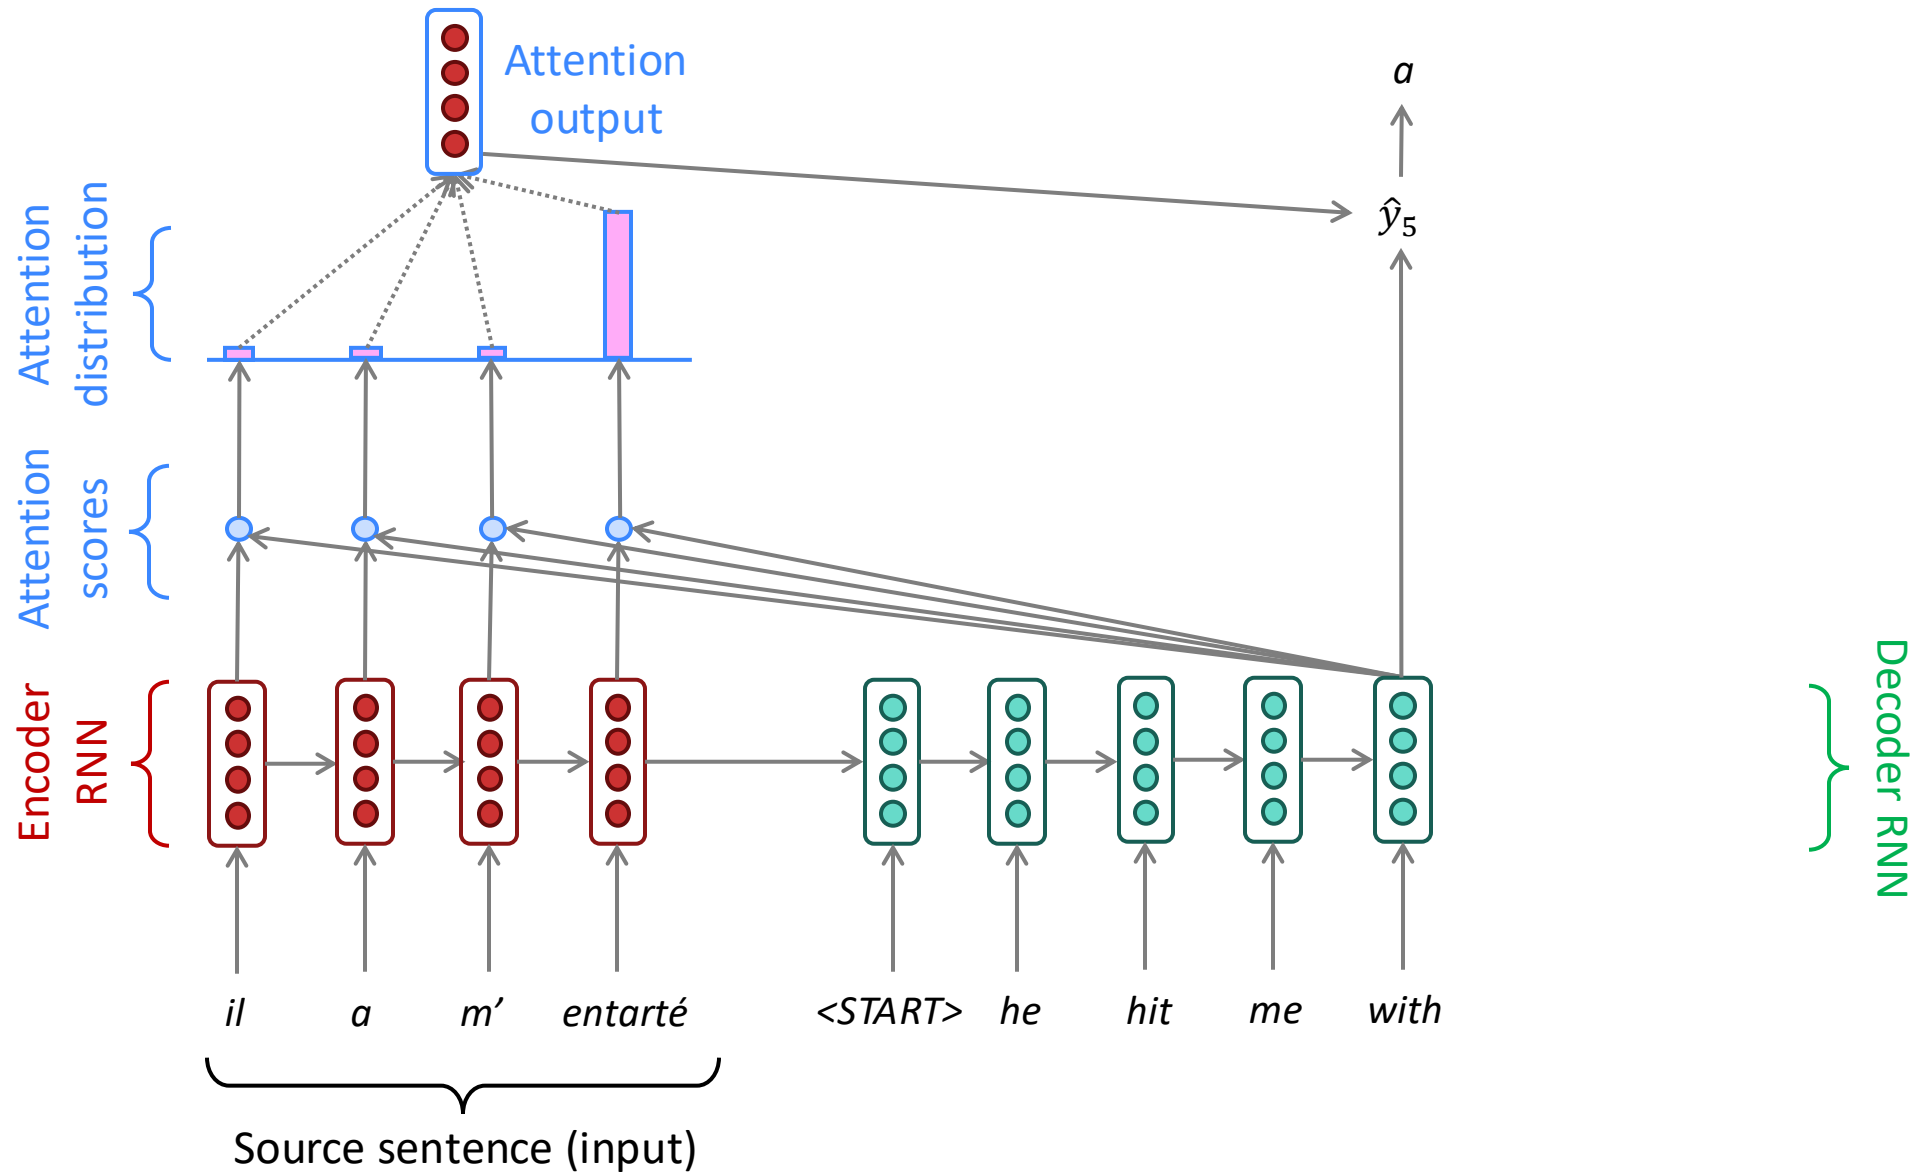 Attention
output
a
ŷ₅
Attention
distribution
Attention
scores
Encoder
RNN
Decoder RNN
il a m’ entarté <START> he hit me with
Source sentence (input)